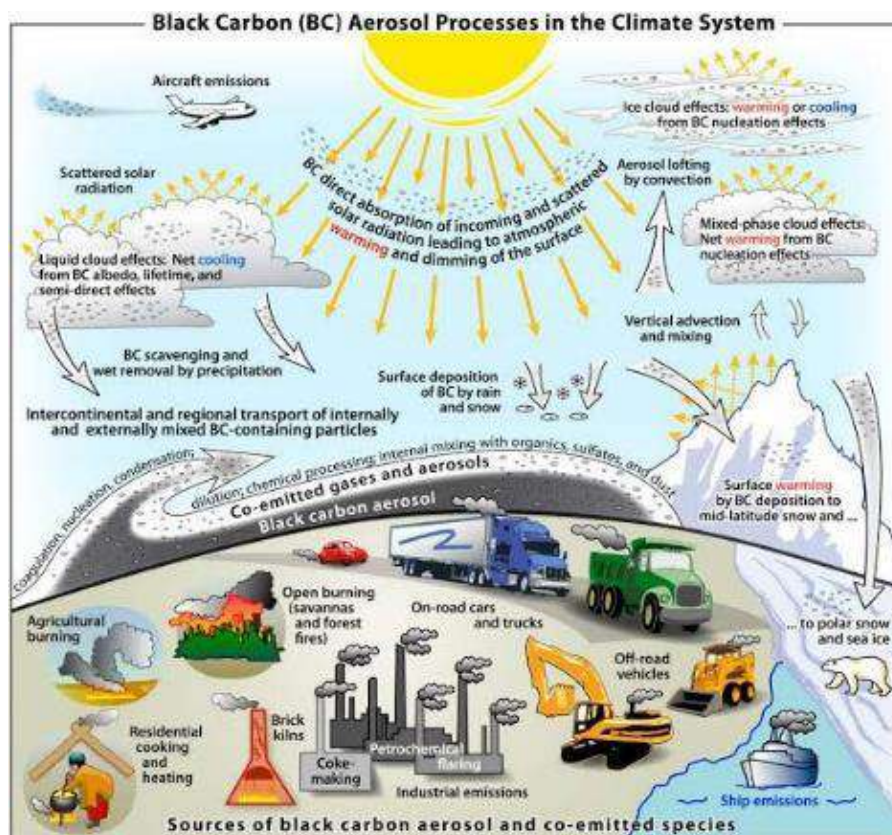 Black Carbon (BC) Aerosol Processes in the Climate System
Aircraft emissions
Ice cloud effects: warming or cooling
from BC nucleation effects
Scattered solar
radiation
BC direct absorption of incoming and scattered
solar radiation leading to atmospheric
warming and dimming of the surface
Aerosol lofting
by convection
Mixed-phase cloud effects:
Net warming from BC
nucleation effects
Liquid cloud effects: Net cooling
from BC albedo, lifetime, and
semi-direct effects
Vertical advection
and mixing
BC scavenging and
wet removal by precipitation
Surface deposition
of BC by rain
and snow
Intercontinental and regional transport of internally
and externally mixed BC-containing particles
Coagulation, nucleation, condensation;
dilution; chemical processing; internal mixing with organics, sulfates, and dust
Co-emitted gases and aerosols
Black carbon aerosol
Surface warming
by BC deposition to
mid-latitude snow and ...
... to polar snow
and sea ice
Agricultural
burning
Open burning
(savannas
and forest
fires)
On-road cars
and trucks
Off-road
vehicles
Residential
cooking
and
heating
Brick
kilns
Coke-
making
Petrochemical
flaring
Industrial emissions
Ship emissions
Sources of black carbon aerosol and co-emitted species